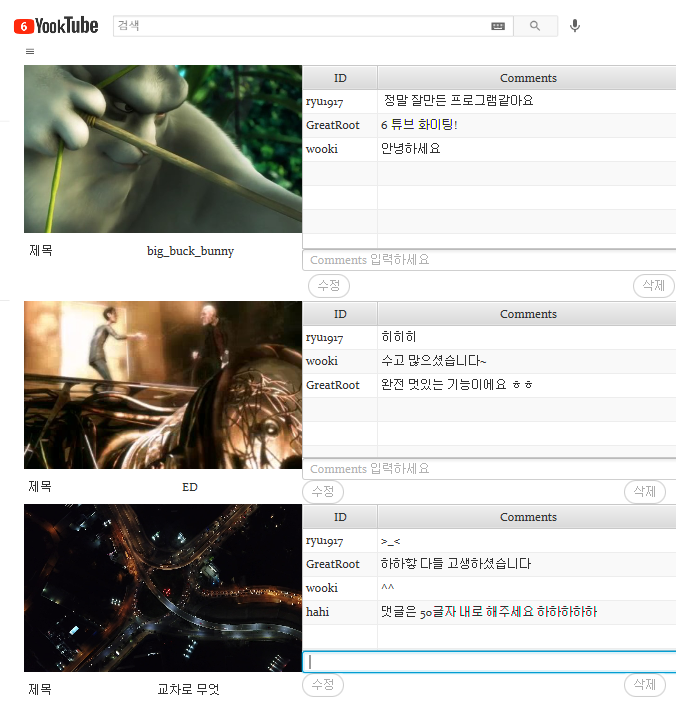 6 YookTube
검색
ID Comments
ryu1917 정말 잘만든 프로그램같아요
GreatRoot 6 튜브 화이팅!
wooki 안녕하세요
제목 big_buck_bunny
Comments 입력하세요
수정 삭제
ID Comments
ryu1917 히히히
wooki 수고 많으셨습니다~
GreatRoot 완전 멋있는 기능이에요 ㅎㅎ
Comments 입력하세요
제목 ED
수정 삭제
ID Comments
ryu1917 >_<
GreatRoot 하하핳 다들 고생하셨습니다
wooki ^^
hahi 댓글은 50글자 내로 해주세요 하하하하하
제목 교차로 무엇
수정 삭제